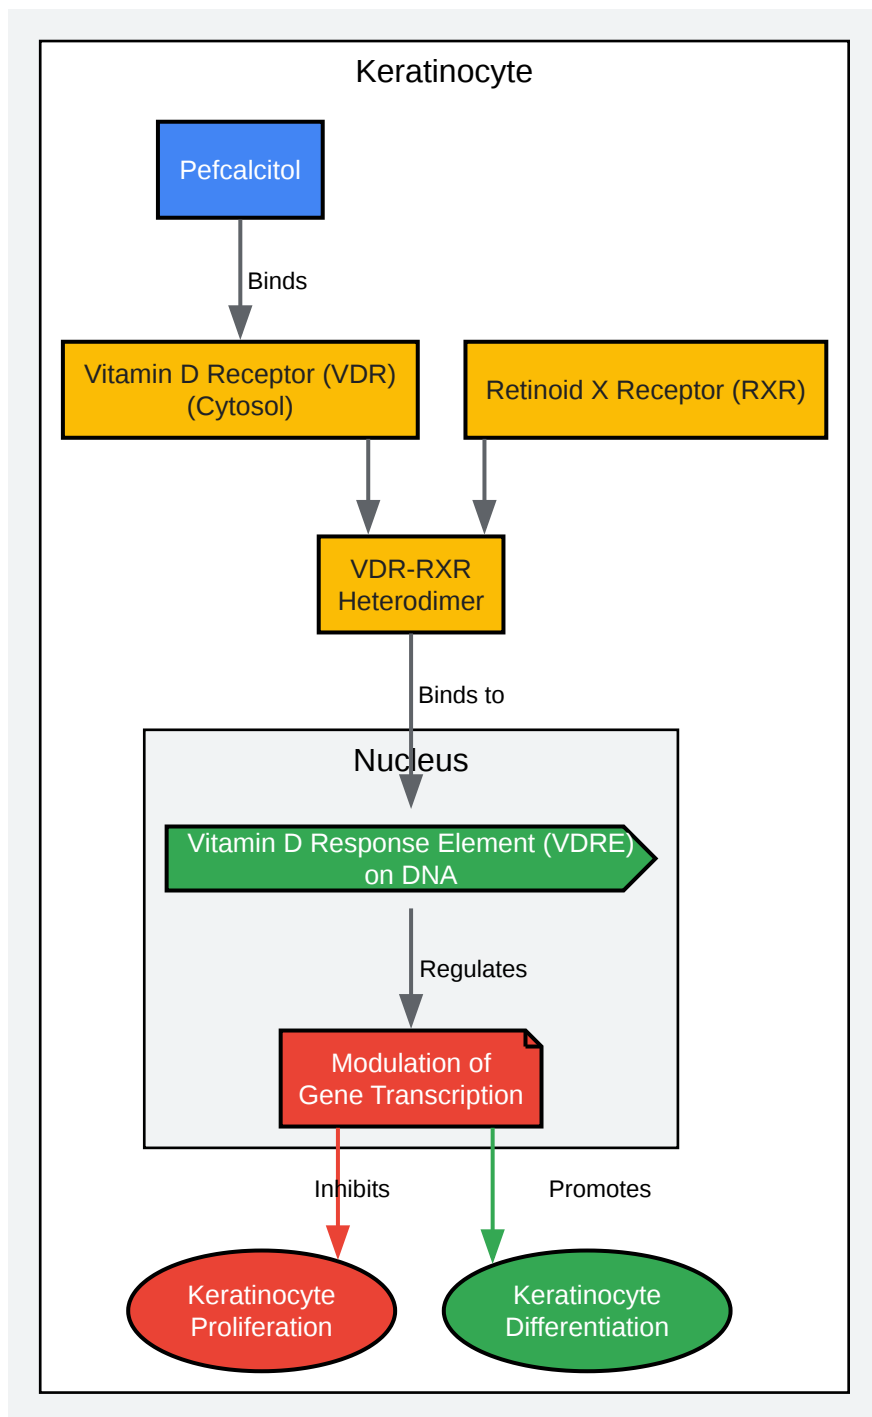 Keratinocyte
Pefcalcitol
Binds
Vitamin D Receptor (VDR)
(Cytosol)
Retinoid X Receptor (RXR)
VDR-RXR
Heterodimer
Binds to
Nucleus
Vitamin D Response Element (VDRE)
on DNA
Regulates
Modulation of
Gene Transcription
Inhibits
Promotes
Keratinocyte
Proliferation
Keratinocyte
Differentiation